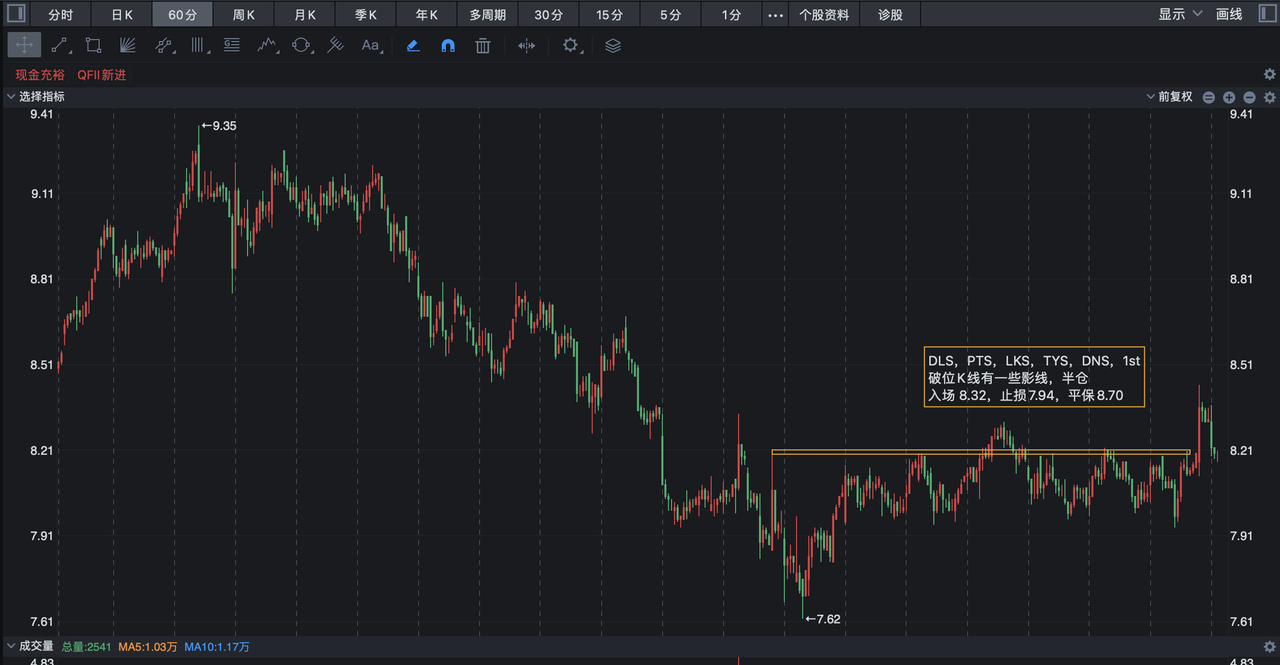 分时 日K 60分 周K 月K 季K 年K 多周期 30分 15分 5分 1分 ... 个股资料 诊股 显示 画线
Aa
现金充裕 QFII新进
选择指标 前复权
9.41 9.41
←9.35
9.11 9.11
8.81 8.81
8.51 8.51
DLS，PTS，LKS，TYS，DNS，1st
破位K线有一些影线，半仓
入场 8.32，止损7.94，平保8.70
8.21 8.21
7.91 7.91
7.61 7.61
←7.62
成交量 总量:2541 MA5:1.03万 MA10:1.17万
4.83 4.83